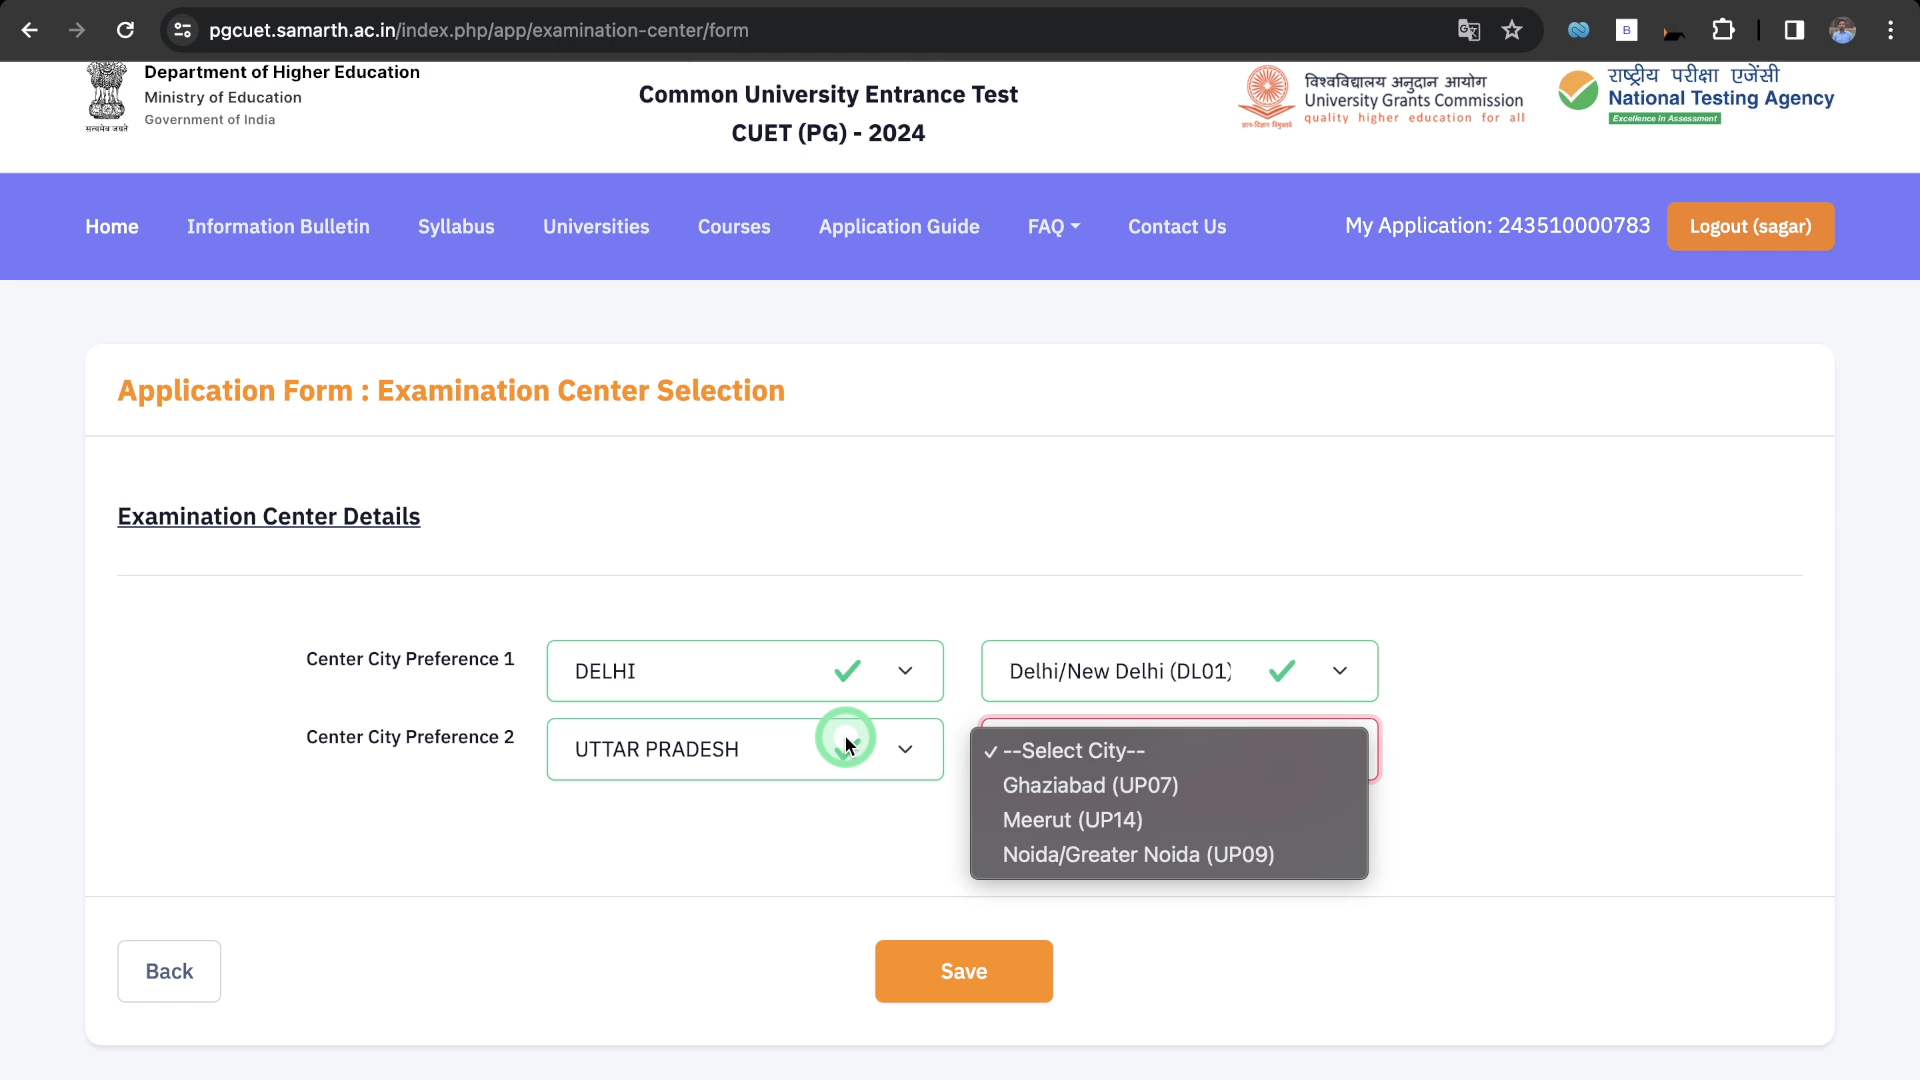 pgcuet.samarth.ac.in/index.php/app/examination-center/form
B
Department of Higher Education
Ministry of Education
Government of India
सत्यमेव जयते
Common University Entrance Test
CUET (PG) - 2024
विश्वविद्यालय अनुदान आयोग
University Grants Commission
quality higher education for all
ज्ञान-विज्ञान विमुक्तये
राष्ट्रीय परीक्षा एजेंसी
National Testing Agency
Excellence in Assessment
Home Information Bulletin Syllabus Universities Courses Application Guide FAQ Contact Us My Application: 243510000783 Logout (sagar)
Application Form : Examination Center Selection
Examination Center Details
Center City Preference 1 DELHI Delhi/New Delhi (DL01)
Center City Preference 2 UTTAR PRADESH
✓ --Select City--
Ghaziabad (UP07)
Meerut (UP14)
Noida/Greater Noida (UP09)
Back Save